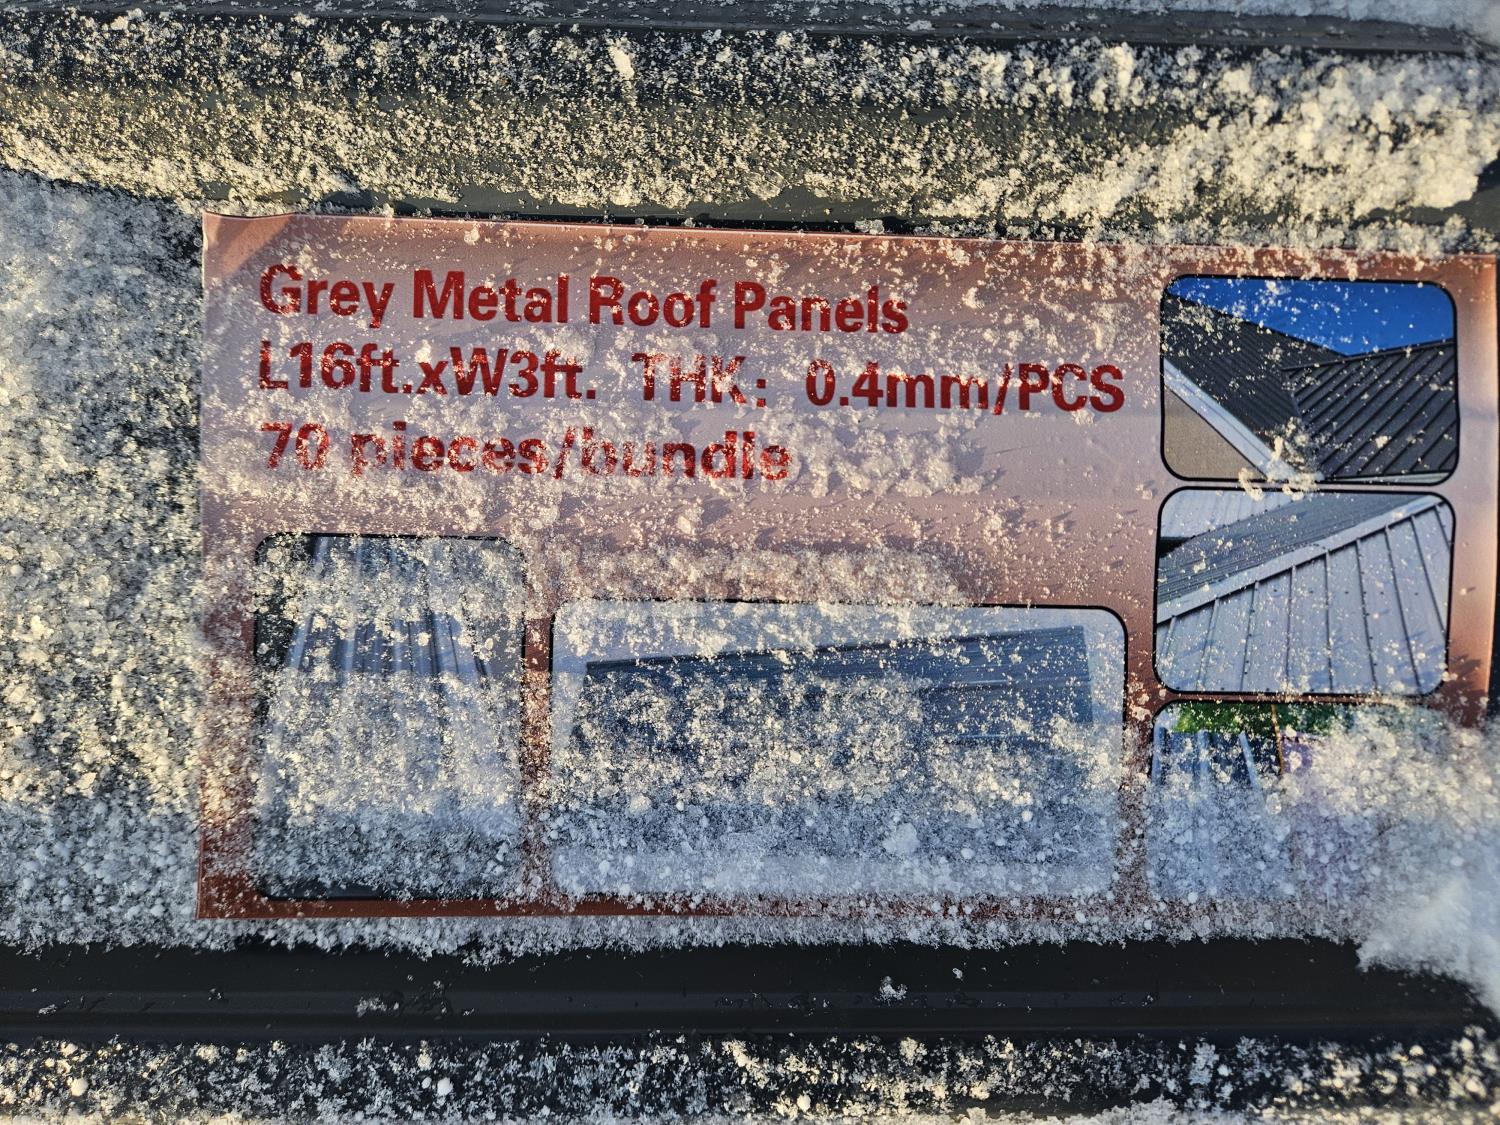 Grey Metal Roof Panels
L16ft.xW3ft. THK: 0.4mm/PCS
70 pieces/bundle